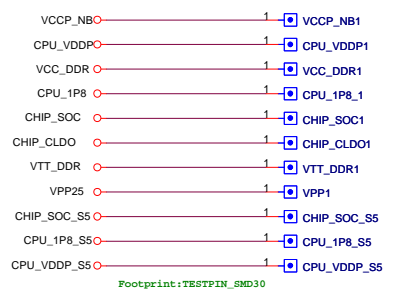 VCCP_NB 1 VCCP_NB1
CPU_VDDP 1 CPU_VDDP1
VCC_DDR 1 VCC_DDR1
CPU_1P8 1 CPU_1P8_1
CHIP_SOC 1 CHIP_SOC1
CHIP_CLDO 1 CHIP_CLDO1
VTT_DDR 1 VTT_DDR1
VPP25 1 VPP1
CHIP_SOC_S5 1 CHIP_SOC_S5
CPU_1P8_S5 1 CPU_1P8_S5
CPU_VDDP_S5 1 CPU_VDDP_S5
Footprint:TESTPIN_SMD30